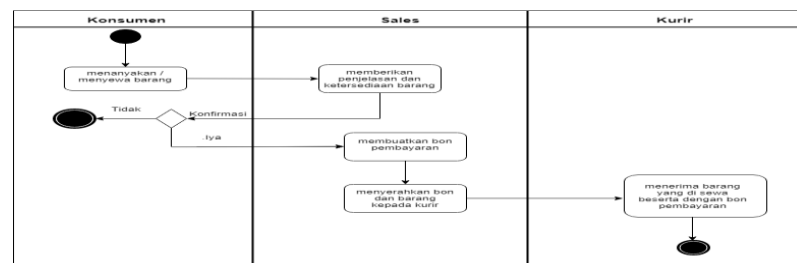 Konsumen
Sales
Kurir
menanyakan /
menyewa barang
memberikan
penjelasan dan
ketersediaan barang
Tidak
Konfirmasi
.Iya
membuatkan bon
pembayaran
menyerahkan bon
dan barang
kepada kurir
menerima barang
yang di sewa
beserta dengan bon
pembayaran